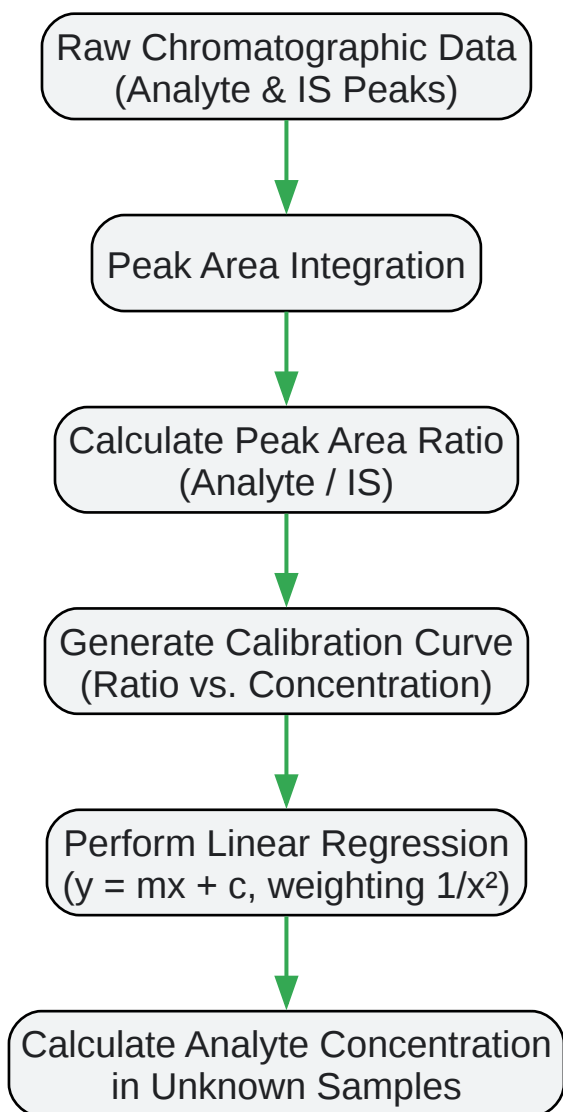 Raw Chromatographic Data
(Analyte & IS Peaks)
Peak Area Integration
Calculate Peak Area Ratio
(Analyte / IS)
Generate Calibration Curve
(Ratio vs. Concentration)
Perform Linear Regression
(y = mx + c, weighting 1/x²)
Calculate Analyte Concentration
in Unknown Samples